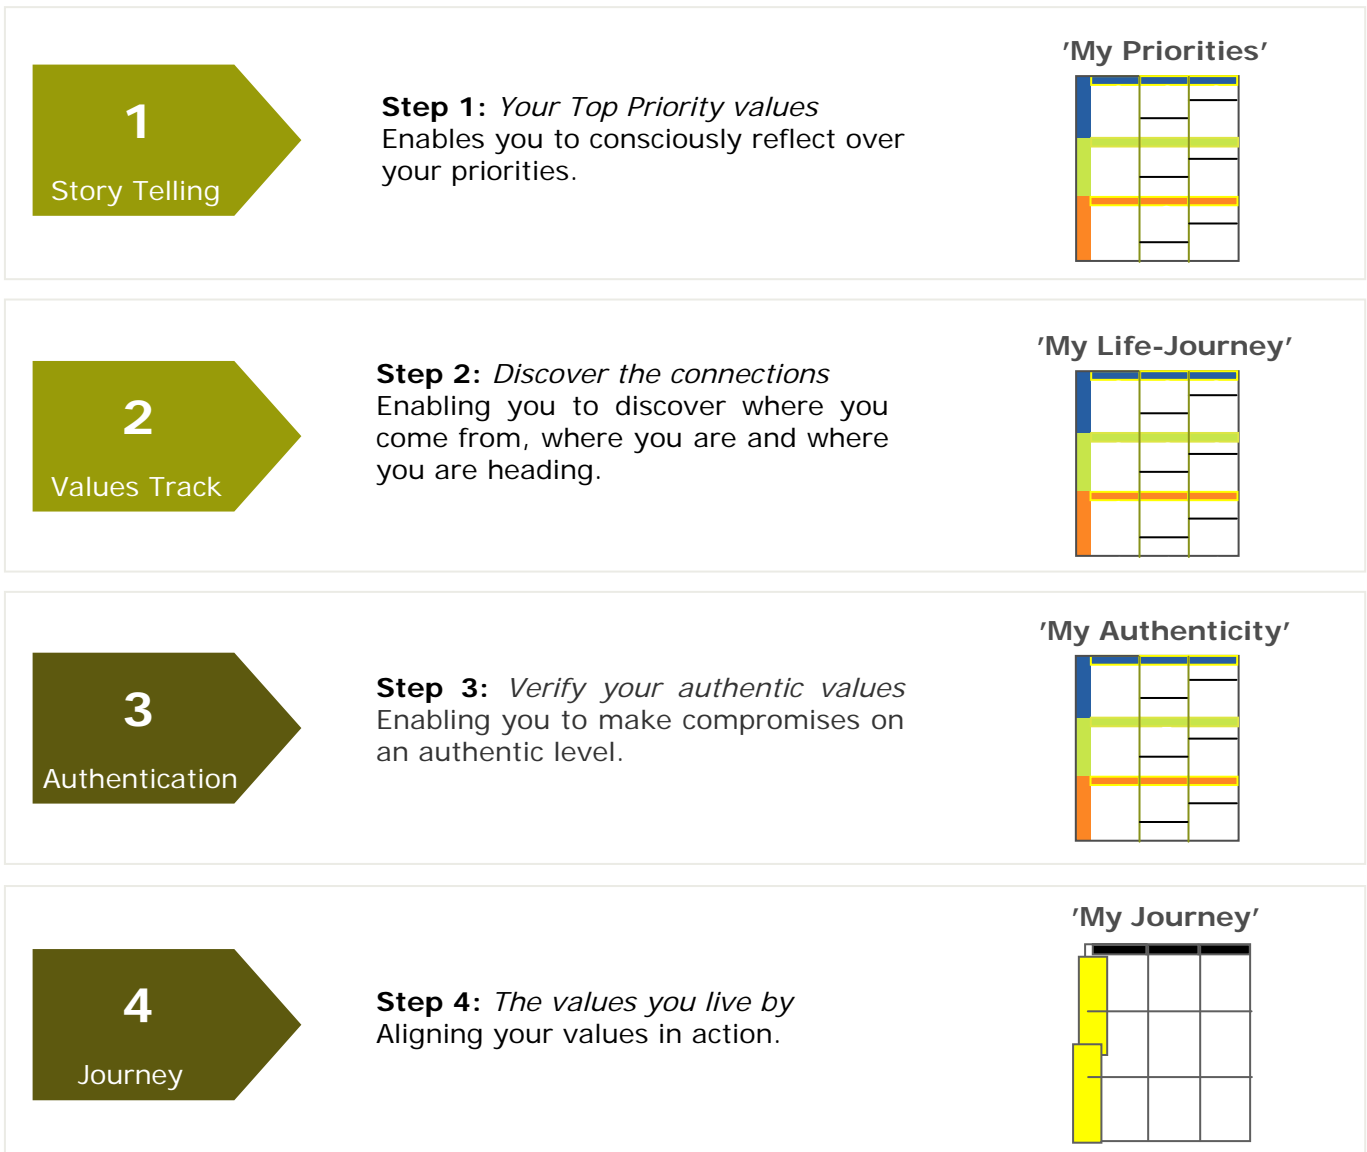 1
Story Telling
Step 1: Your Top Priority values
Enables you to consciously reflect over
your priorities.
’My Priorities’
2
Values Track
Step 2: Discover the connections
Enabling you to discover where you
come from, where you are and where
you are heading.
’My Life-Journey’
3
Authentication
Step 3: Verify your authentic values
Enabling you to make compromises on
an authentic level.
’My Authenticity’
4
Journey
Step 4: The values you live by
Aligning your values in action.
’My Journey’